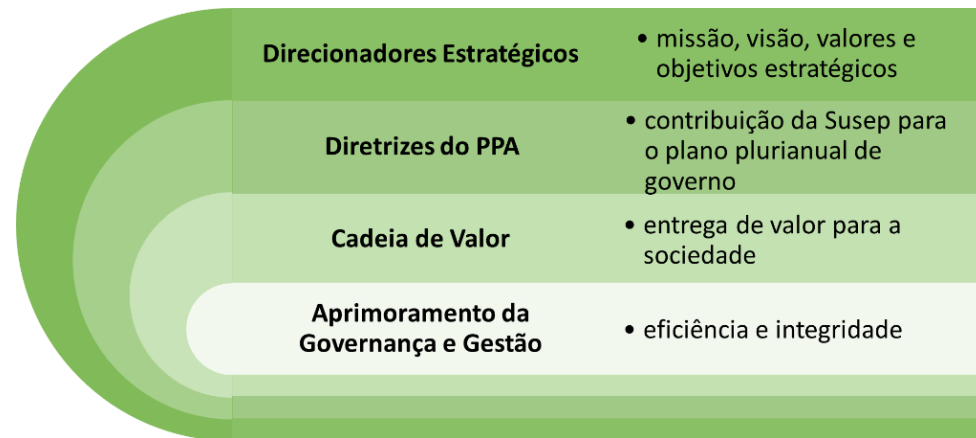 Direcionadores Estratégicos
• missão, visão, valores e
objetivos estratégicos
Diretrizes do PPA
• contribuição da Susep para
o plano plurianual de
governo
Cadeia de Valor
• entrega de valor para a
sociedade
Aprimoramento da
Governança e Gestão
• eficiência e integridade